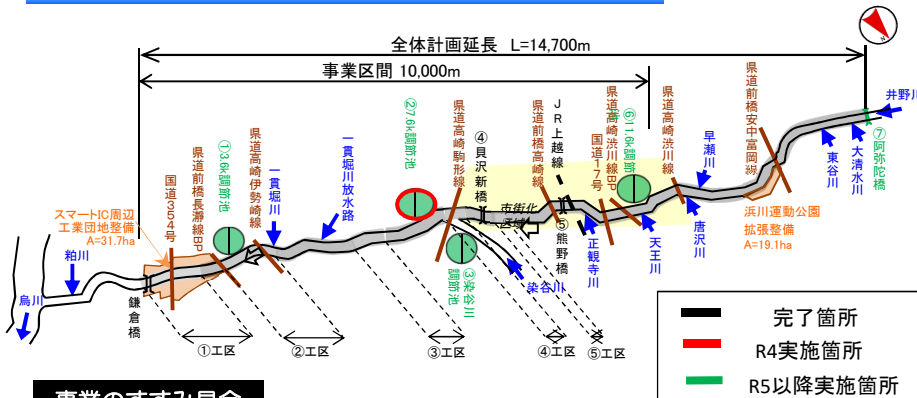 全体計画延長 L=14,700m
事業区間 10,000m
N
スマートIC周辺
工業団地整備
A=31.7ha
国道354号
県道前橋長瀞線BP
①3.6k調節池
県道高崎伊勢崎線
一貫堀川
一貫堀川放水路
②7.6k調節池
県道高崎駒形線
④貝沢新橋
県道前橋高崎線
JR上越線
国道17号
県道高崎渋川線BP
⑥11.6k調節池
県道高崎渋川線
早瀬川
県道前橋安中富岡線
井野川
⑦阿弥陀橋
大清水川
東谷川
浜川運動公園
拡張整備
A=19.1ha
唐沢川
天王川
正観寺川
⑤熊野橋
市街化
区域
染谷川
③染谷川
調節池
粕川
烏川
鎌倉橋
①工区
②工区
③工区
④工区
⑤工区
完了箇所
R4実施箇所
R5以降実施箇所
事業のすすみ具合